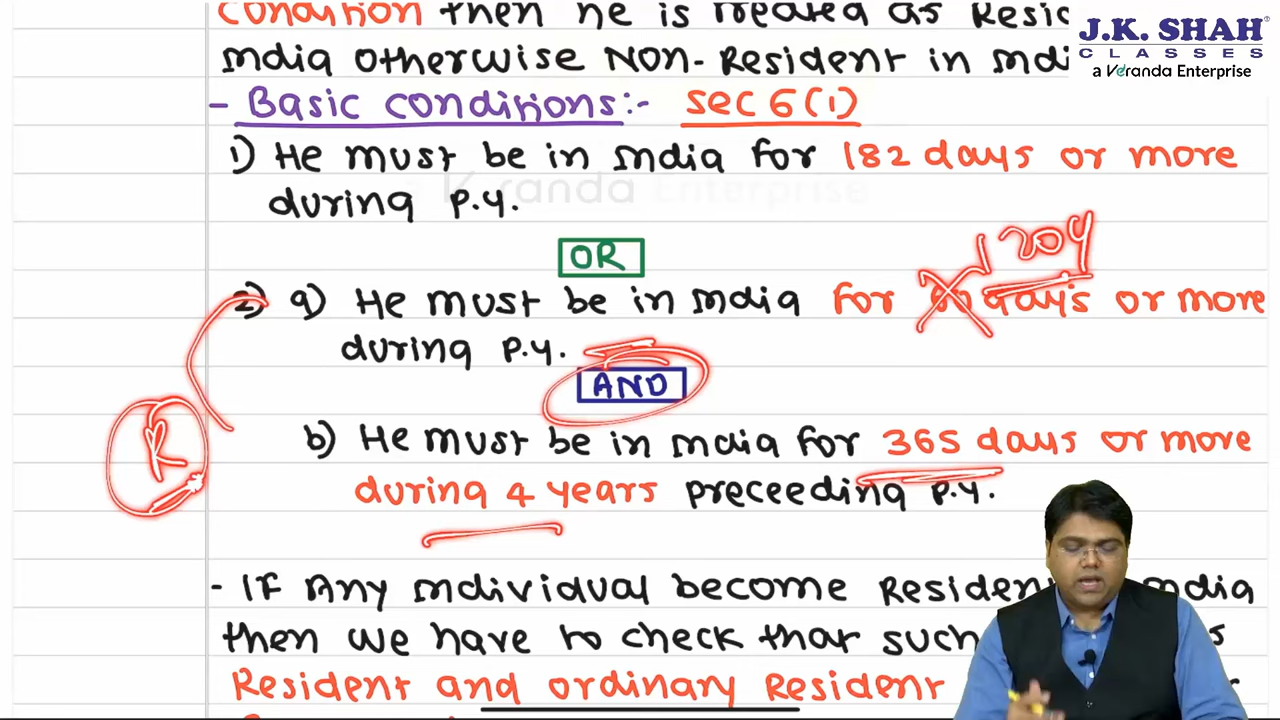 condition then he is treated as Resid
India otherwise Non-Resident in Indi
J.K. SHAH
CLASSES
a Veranda Enterprise
- Basic conditions:- sec 6(1)
1) He must be in India for 182 days or more
during P.Y.
Veranda Enterprise
OR
2) a) He must be in India for days or more
during P.Y.
AND
R
b) He must be in India for 365 days or more
during 4 years preceeding P.Y.
- If Any individual become Resident India
then we have to check that such
Resident and ordinary Resident